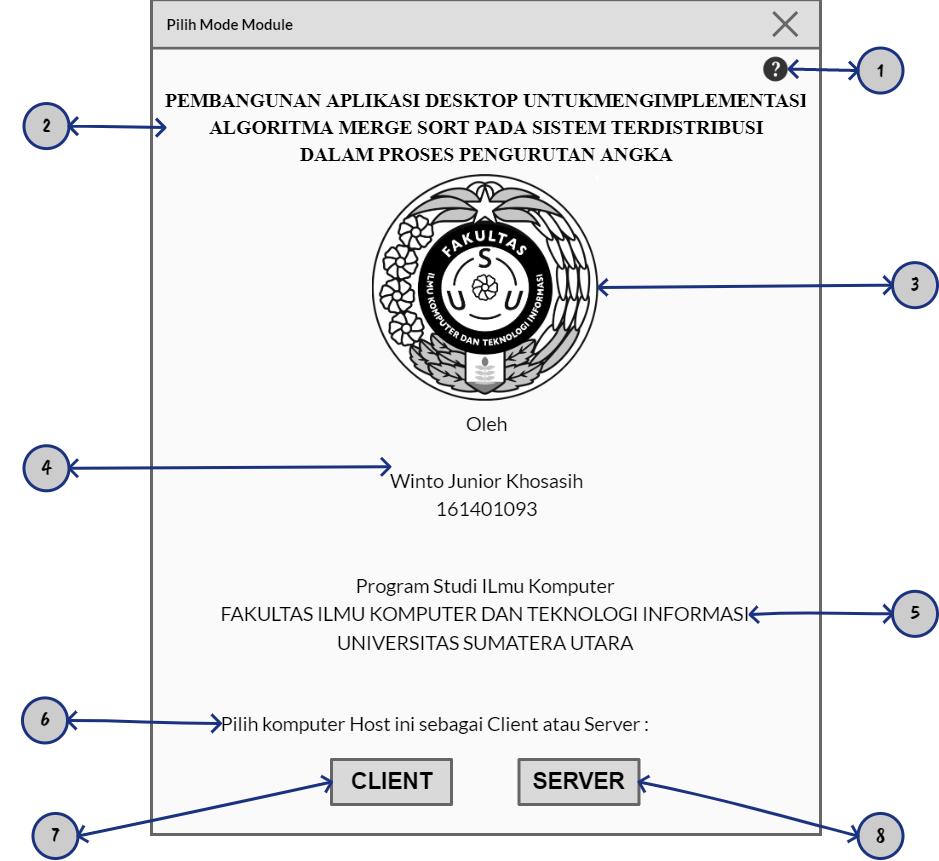 Pilih Mode Module
?
1
PEMBANGUNAN APLIKASI DESKTOP UNTUKMENGIMPLEMENTASI
2
ALGORITMA MERGE SORT PADA SISTEM TERDISTRIBUSI
DALAM PROSES PENGURUTAN ANGKA
FAKULTAS
S
U U
ILMU KOMPUTER DAN TEKNOLOGI INFORMASI
3
Oleh
4
Winto Junior Khosasih
161401093
Program Studi ILmu Komputer
FAKULTAS ILMU KOMPUTER DAN TEKNOLOGI INFORMASI
5
UNIVERSITAS SUMATERA UTARA
6
Pilih komputer Host ini sebagai Client atau Server :
CLIENT
SERVER
7
8